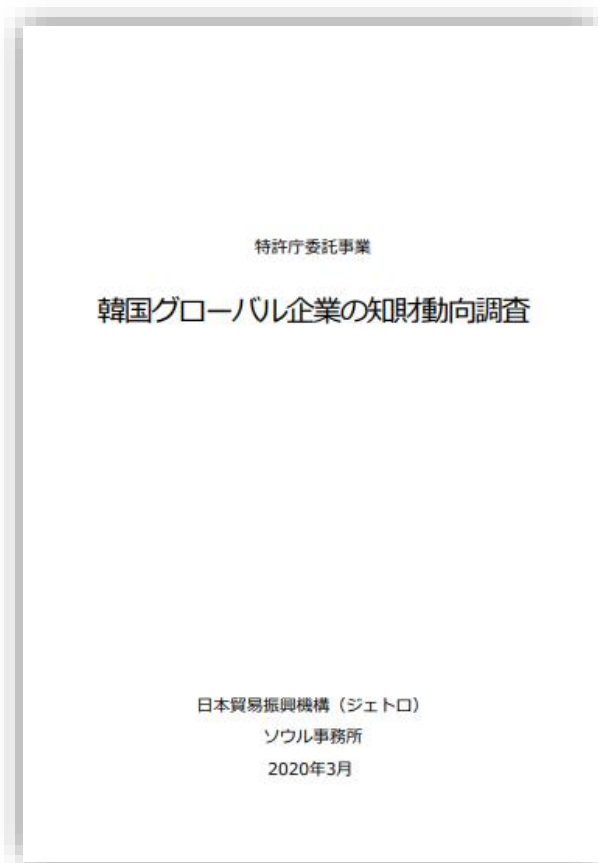 特許庁委託事業
韓国グローバル企業の知財動向調査
日本貿易振興機構（ジェトロ）
ソウル事務所
2020年3月